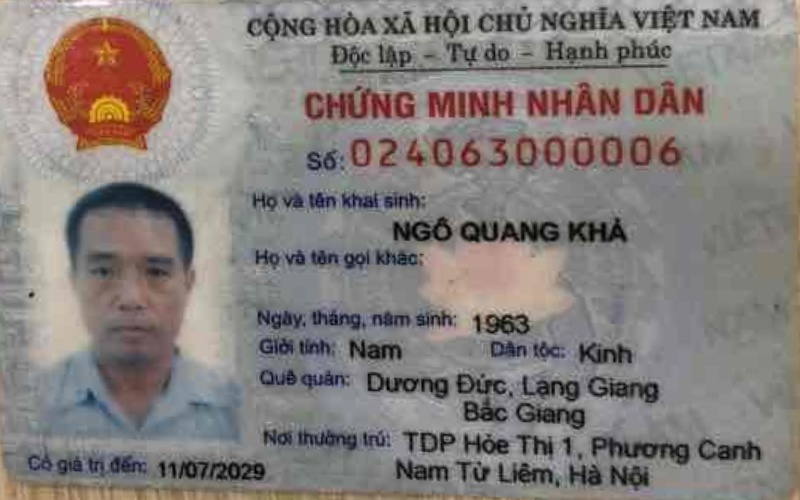 CỘNG HÒA XÃ HỘI CHỦ NGHĨA VIỆT NAM
Độc lập – Tự do – Hạnh phúc
CHỨNG MINH NHÂN DÂN
Số: 024063000006
Họ và tên khai sinh:
NGÔ QUANG KHẢ
Họ và tên gọi khác:
Ngày, tháng, năm sinh: 1963
Giới tính: Nam Dân tộc: Kinh
Quê quán: Dương Đức, Lạng Giang
Bắc Giang
Nơi thường trú: TDP Hòe Thị 1, Phương Canh
Nam Từ Liêm, Hà Nội
Có giá trị đến: 11/07/2029